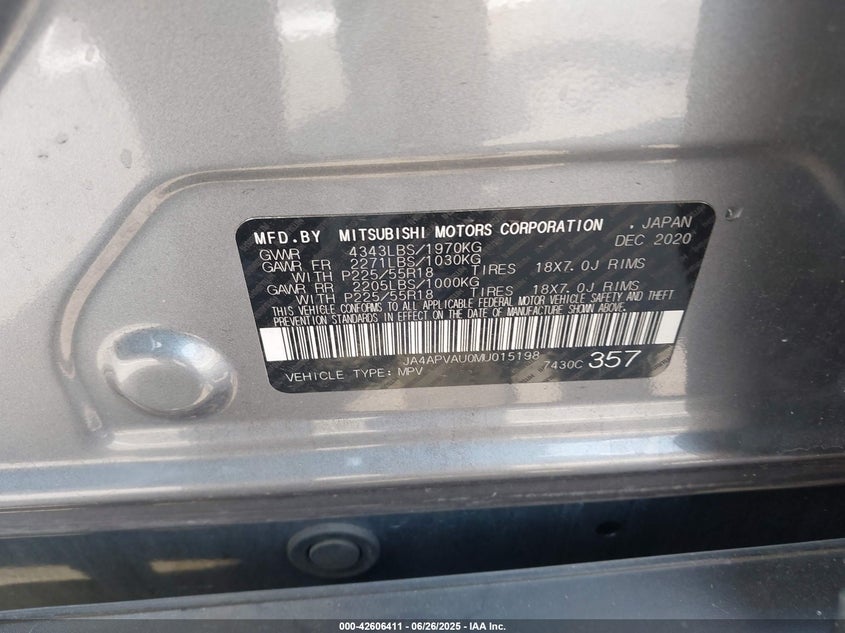 MFD.BY MITSUBISHI MOTORS CORPORATION , JAPAN
GVWR 4343LBS/1970KG DEC 2020
GAWR FR 2271LBS/1030KG
WITH P225/55R18 TIRES 18X7.0J RIMS
GAWR RR 2205LBS/1000KG
WITH P225/55R18 TIRES 18X7.0J RIMS
THIS VEHICLE CONFORMS TO ALL APPLICABLE FEDERAL MOTOR VEHICLE SAFETY AND THEFT
PREVENTION STANDARDS IN EFFECT ON THE DATE OF MANUFACTURE SHOWN ABOVE.
JA4APVAU0MU015198
VEHICLE TYPE: MPV 7430C 357
000-42606411 - 06/26/2025 - IAA Inc.